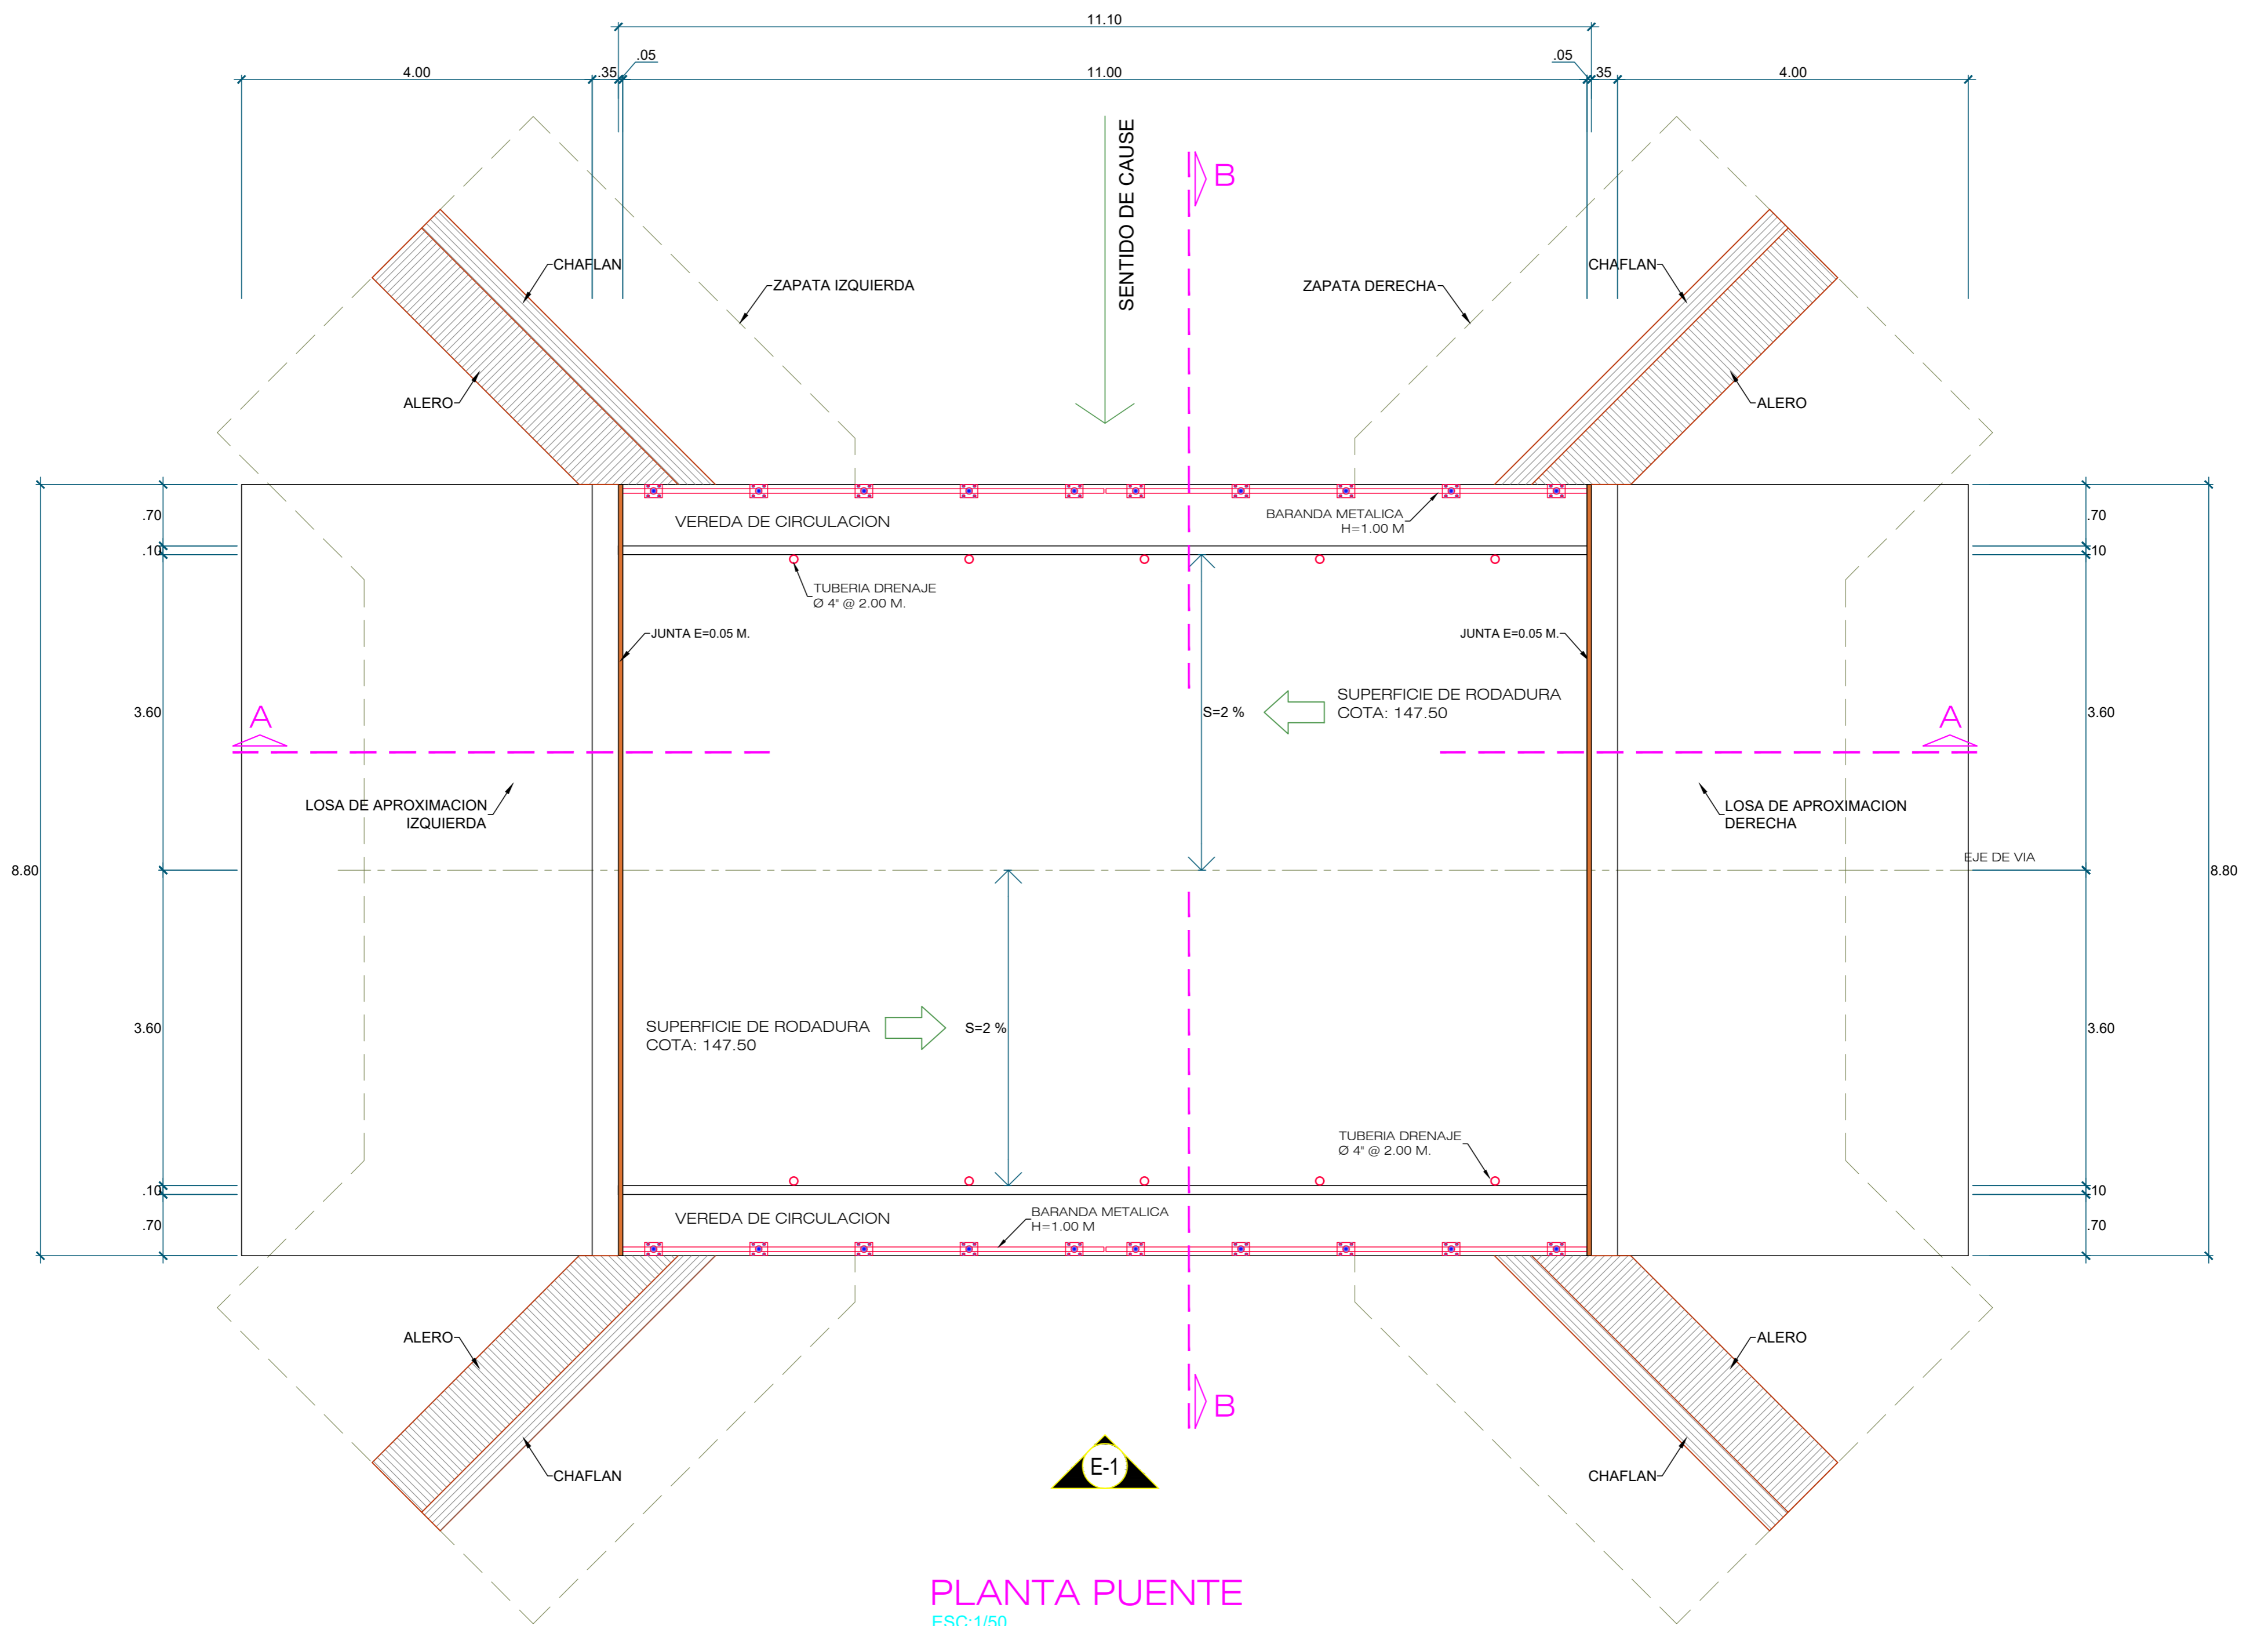 11.10
.05
.05
4.00
.35
11.00
.35
4.00
SENTIDO DE CAUSE
B
CHAFLAN
CHAFLAN
ZAPATA IZQUIERDA
ZAPATA DERECHA
ALERO
ALERO
.70
VEREDA DE CIRCULACION
BARANDA METALICA
H=1.00 M
.70
.10
.10
TUBERIA DRENAJE
Ø 4" @ 2.00 M.
JUNTA E=0.05 M.
JUNTA E=0.05 M.
3.60
A
S=2 %
SUPERFICIE DE RODADURA
COTA: 147.50
A
3.60
LOSA DE APROXIMACION
IZQUIERDA
LOSA DE APROXIMACION
DERECHA
8.80
EJE DE VIA
8.80
3.60
SUPERFICIE DE RODADURA
COTA: 147.50
S=2 %
3.60
TUBERIA DRENAJE
Ø 4" @ 2.00 M.
.10
.10
.70
VEREDA DE CIRCULACION
BARANDA METALICA
H=1.00 M
.70
ALERO
ALERO
B
E-1
CHAFLAN
CHAFLAN
PLANTA PUENTE
ESC:1/50